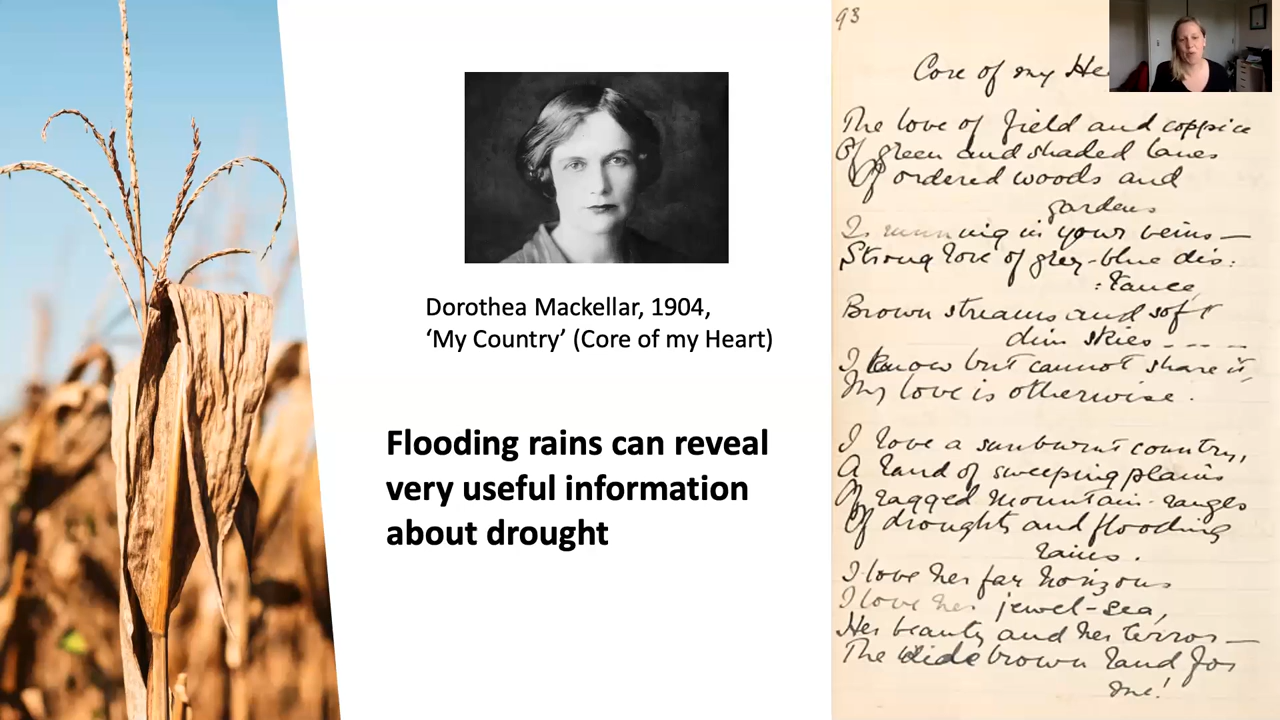 Dorothea Mackellar, 1904,
‘My Country’ (Core of my Heart)
Flooding rains can reveal
very useful information
about drought
93
Core of my He
The love of field and coppice
Of green and shaded lanes
Of ordered woods and
gardens
Is running in your veins —
Strong love of grey-blue dis:
:tance,
Brown streams and soft
dim skies - - - -
I know but cannot share it,
My love is otherwise.
I love a sunburnt country,
A land of sweeping plains
Of ragged mountain-ranges
Of droughts and flooding
rains.
I love her far horizons
I love her jewel-sea,
Her beauty and her terror —
The wide brown land for
me!